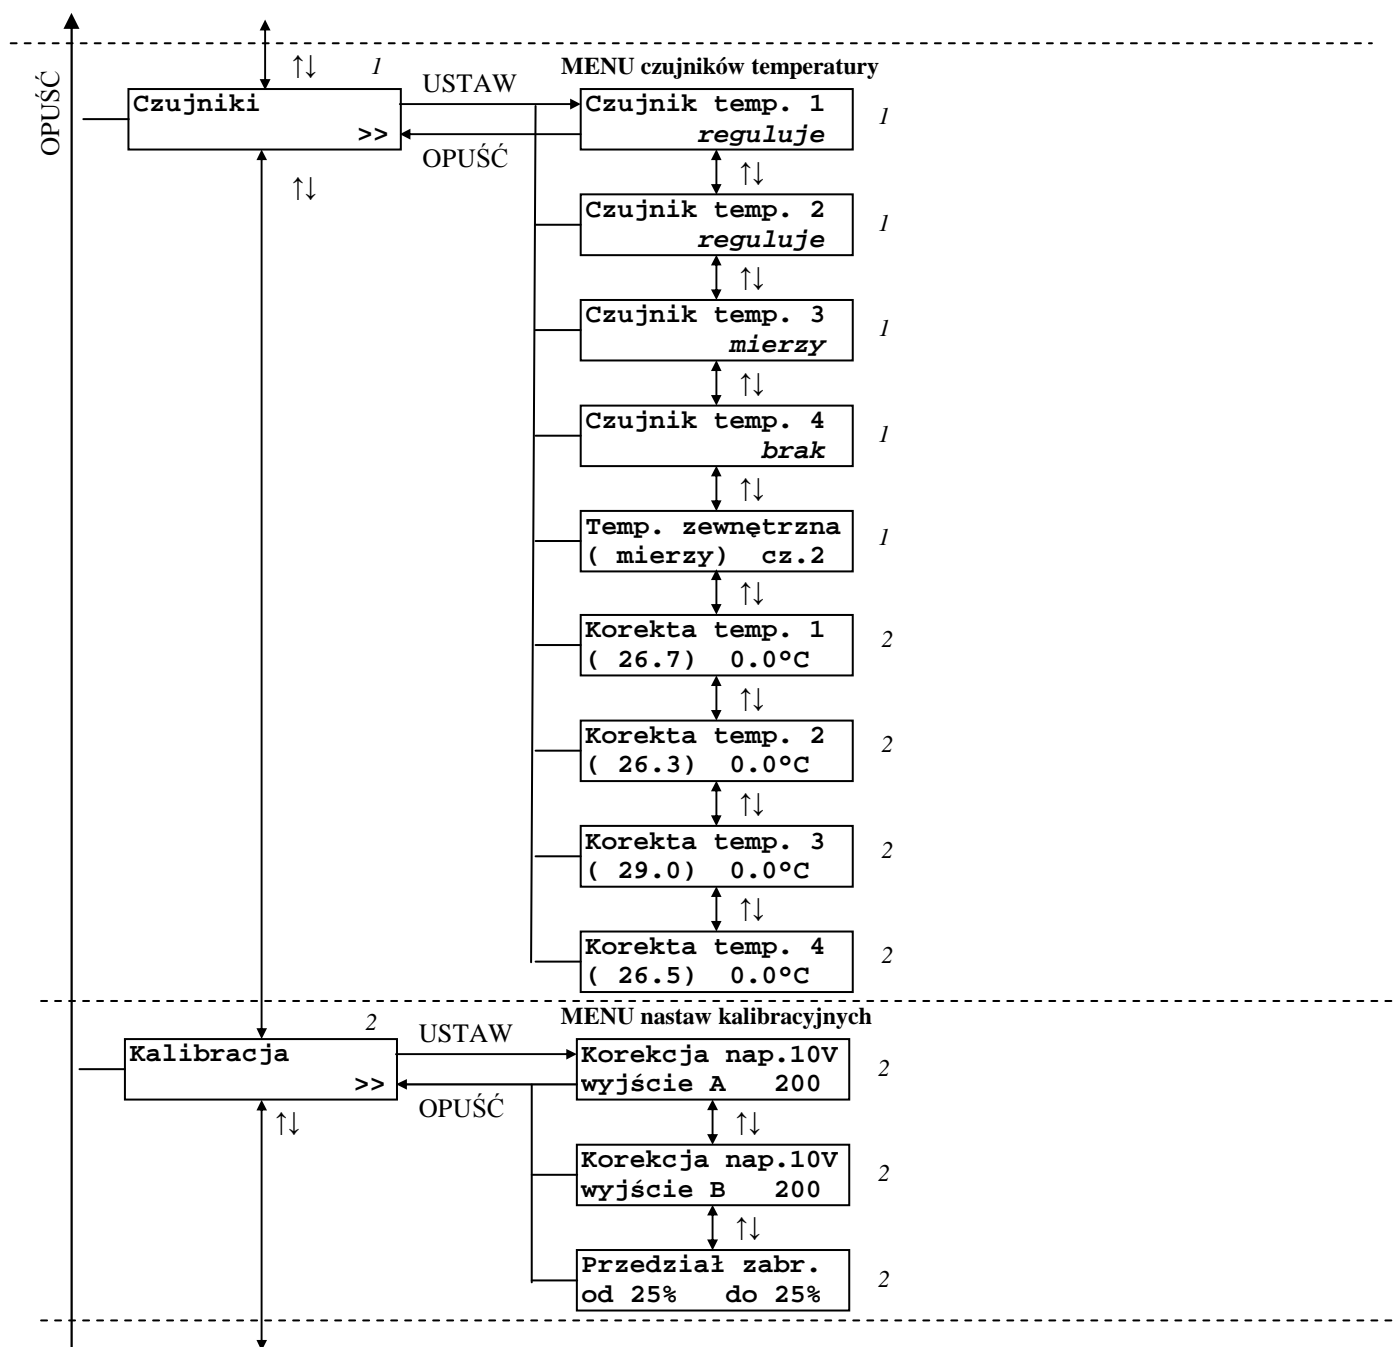 OPUŚĆ
↑↓ 1
USTAW
MENU czujników temperatury
Czujniki
>>
OPUŚĆ
↑↓
Czujnik temp. 1
reguluje
1
↑↓
Czujnik temp. 2
reguluje
1
↑↓
Czujnik temp. 3
mierzy
1
↑↓
Czujnik temp. 4
brak
1
↑↓
Temp. zewnętrzna
( mierzy) cz.2
1
↑↓
Korekta temp. 1
( 26.7) 0.0°C
2
↑↓
Korekta temp. 2
( 26.3) 0.0°C
2
↑↓
Korekta temp. 3
( 29.0) 0.0°C
2
↑↓
Korekta temp. 4
( 26.5) 0.0°C
2
2
USTAW
MENU nastaw kalibracyjnych
Kalibracja
>>
OPUŚĆ
↑↓
Korekcja nap.10V
wyjście A 200
2
↑↓
Korekcja nap.10V
wyjście B 200
2
↑↓
Przedział zabr.
od 25% do 25%
2